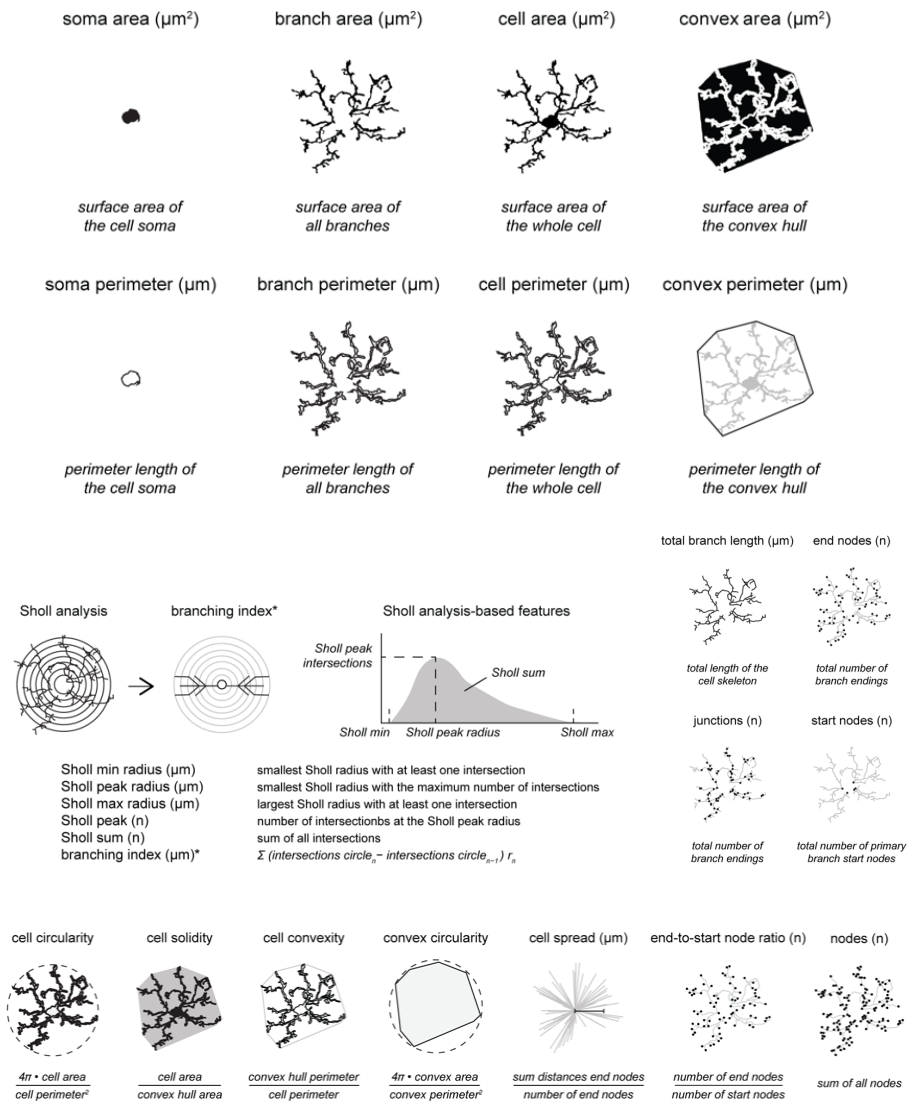 soma area (µm²)
branch area (µm²)
cell area (µm²)
convex area (µm²)
surface area of
the cell soma
surface area of
all branches
surface area of
the whole cell
surface area of
the convex hull
soma perimeter (µm)
branch perimeter (µm)
cell perimeter (µm)
convex perimeter (µm)
perimeter length of
the cell soma
perimeter length of
all branches
perimeter length of
the whole cell
perimeter length of
the convex hull
total branch length (µm)
end nodes (n)
total length of the
cell skeleton
total number of
branch endings
junctions (n)
start nodes (n)
total number of
branch endings
total number of primary
branch start nodes
Sholl analysis
branching index*
Sholl analysis-based features
Sholl peak
intersections
Sholl sum
Sholl min
Sholl peak radius
Sholl max
Sholl min radius (µm) smallest Sholl radius with at least one intersection
Sholl peak radius (µm) smallest Sholl radius with the maximum number of intersections
Sholl max radius (µm) largest Sholl radius with at least one intersection
Sholl peak (n) number of intersectionbs at the Sholl peak radius
Sholl sum (n) sum of all intersections
branching index (µm)* Σ (intersections circleₙ − intersections circleₙ₋₁) rₙ
cell circularity
cell solidity
cell convexity
convex circularity
cell spread (µm)
end-to-start node ratio (n)
nodes (n)
4π • cell area
cell perimeter²
cell area
convex hull area
convex hull perimeter
cell perimeter
4π • convex area
convex perimeter²
sum distances end nodes
number of end nodes
number of end nodes
number of start nodes
sum of all nodes